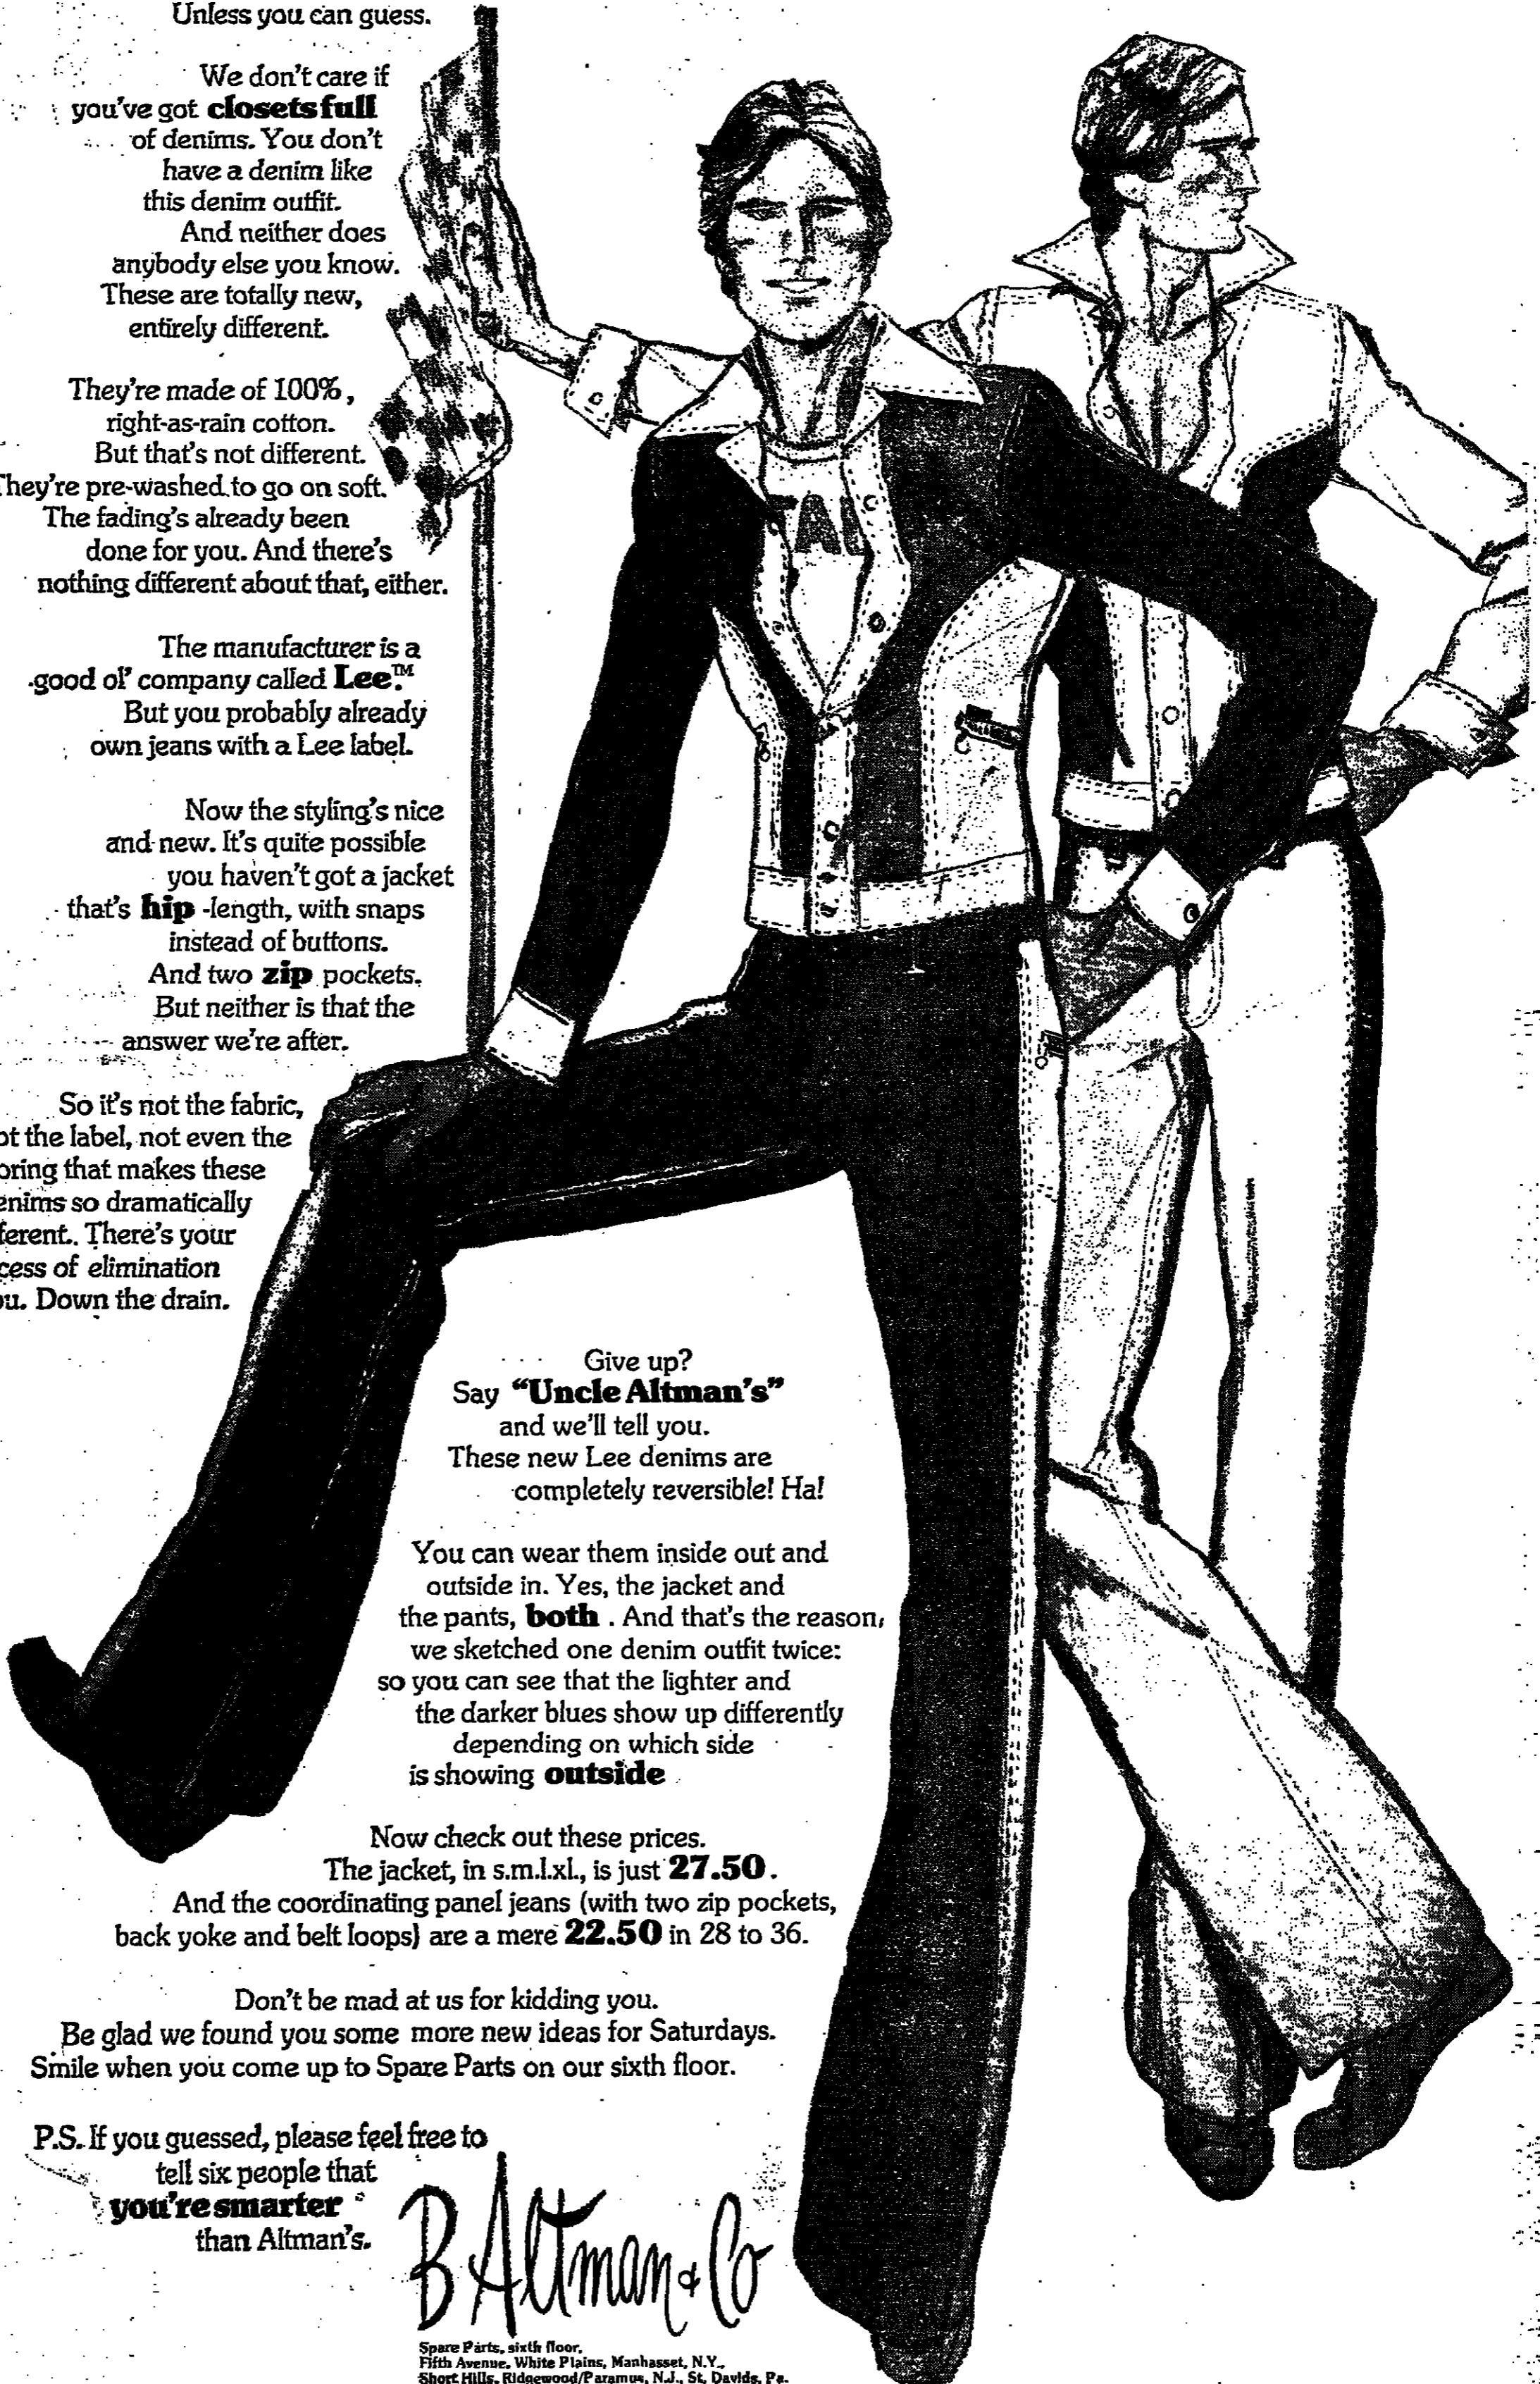 Unless you can guess.
We don't care if
you've got closets full
of denims. You don't
have a denim like
this denim outfit.
And neither does
anybody else you know.
These are totally new,
entirely different.
They're made of 100%,
right-as-rain cotton.
But that's not different.
They're pre-washed to go on soft.
The fading's already been
done for you. And there's
nothing different about that, either.
The manufacturer is a
good ol' company called Lee.™
But you probably already
own jeans with a Lee label.
Now the styling's nice
and new. It's quite possible
you haven't got a jacket
that's hip -length, with snaps
instead of buttons.
And two zip pockets.
But neither is that the
answer we're after.
So it's not the fabric,
the label, not even the
that makes these
so dramatically
There's your
of elimination
Down the drain.
Give up?
Say "Uncle Altman's"
and we'll tell you.
These new Lee denims are
completely reversible! Ha!
You can wear them inside out and
outside in. Yes, the jacket and
the pants, both . And that's the reason,
we sketched one denim outfit twice:
so you can see that the lighter and
the darker blues show up differently
depending on which side
is showing outside
Now check out these prices.
The jacket, in s.m.l.xl., is just 27.50.
And the coordinating panel jeans (with two zip pockets,
back yoke and belt loops) are a mere 22.50 in 28 to 36.
Don't be mad at us for kidding you.
Be glad we found you some more new ideas for Saturdays.
Smile when you come up to Spare Parts on our sixth floor.
P.S. If you guessed, please feel free to
tell six people that
you're smarter
than Altman's.
B Altman & Co
Spare Parts, sixth floor,
Fifth Avenue, White Plains, Manhasset, N.Y.,
Short Hills, Ridgewood/Paramus, N.J., St. Davids, Pa.